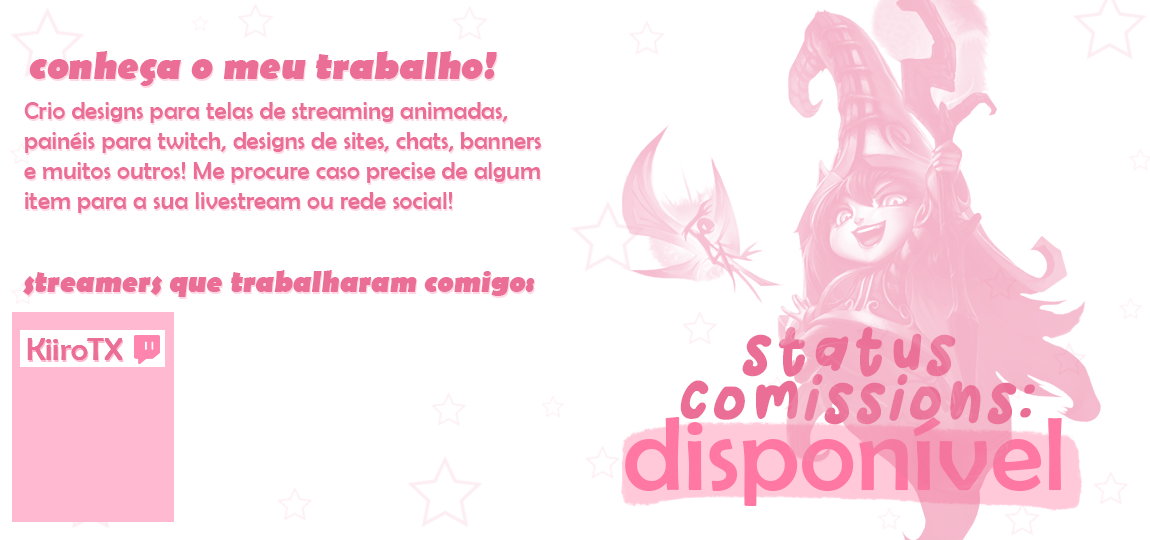 conheça o meu trabalho!
Crio designs para telas de streaming animadas,
painéis para twitch, designs de sites, chats, banners
e muitos outros! Me procure caso precise de algum
item para a sua livestream ou rede social!
streamers que trabalharam comigos
KiiroTX
status
comissions:
disponível